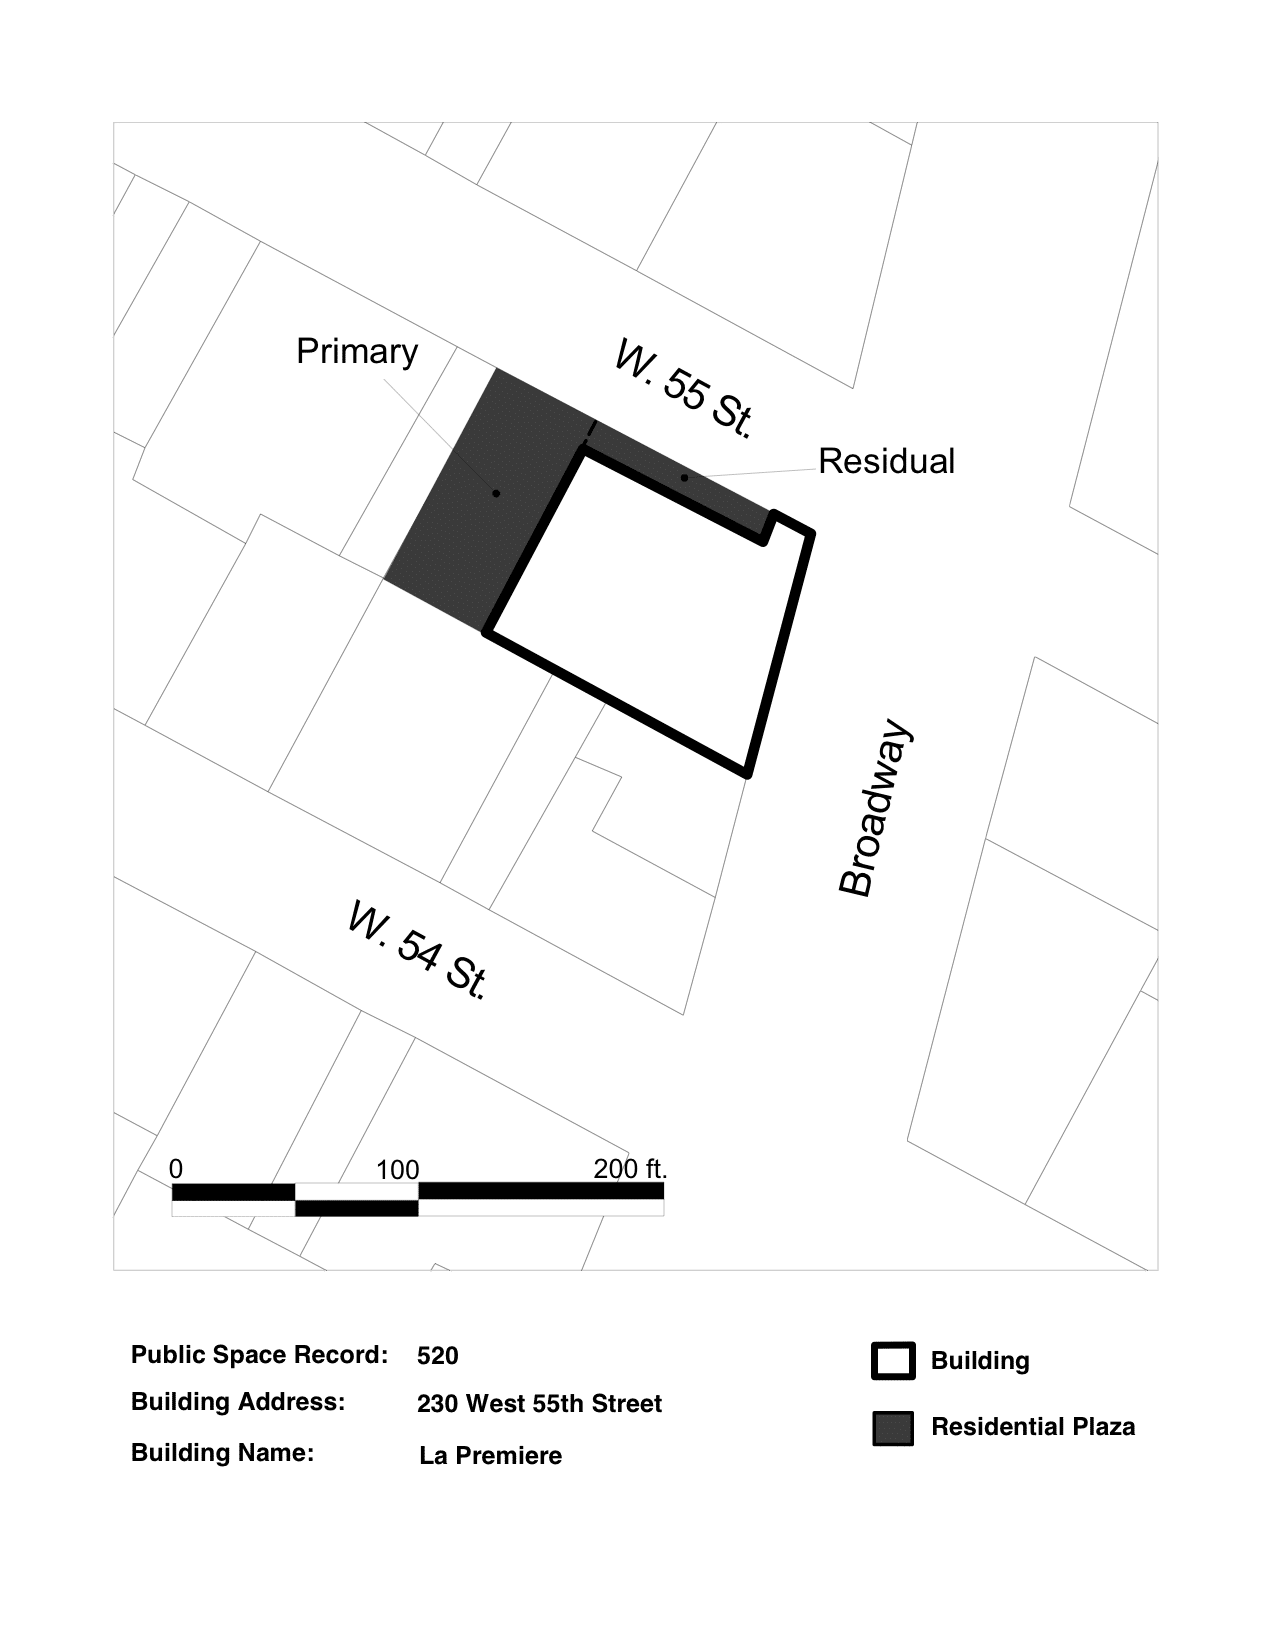 Primary
W. 55 St.
Residual
Broadway
W. 54 St.
0 100 200 ft.
Public Space Record: 520
Building Address: 230 West 55th Street
Building Name: La Premiere
Building
Residential Plaza